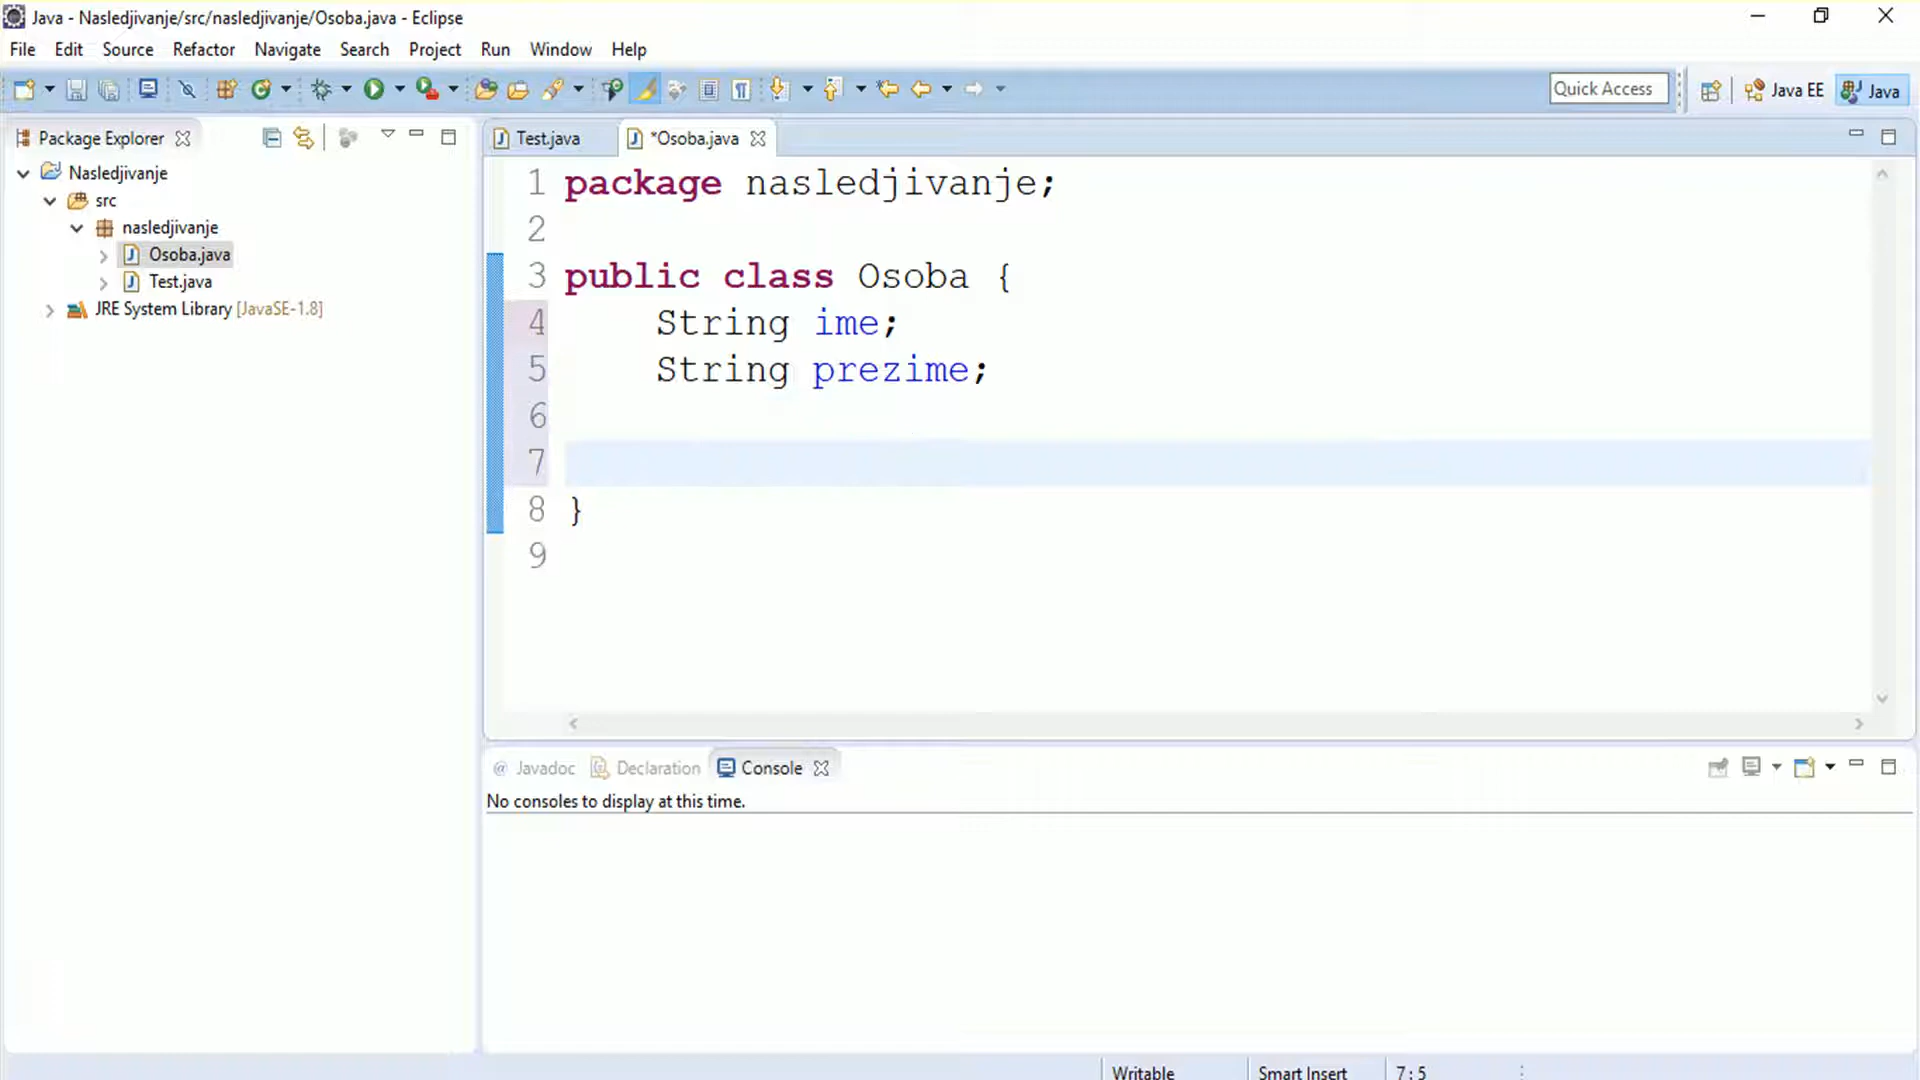 Java - Nasledjivanje/src/nasledjivanje/Osoba.java - Eclipse
File Edit Source Refactor Navigate Search Project Run Window Help
Quick Access Java EE Java
Package Explorer
Nasledjivanje
src
nasledjivanje
Osoba.java
Test.java
JRE System Library [JavaSE-1.8]
Test.java *Osoba.java
1 package nasledjivanje;
2
3 public class Osoba {
4 String ime;
5 String prezime;
6
7
8 }
9
@ Javadoc Declaration Console
No consoles to display at this time.
Writable Smart Insert 7 : 5